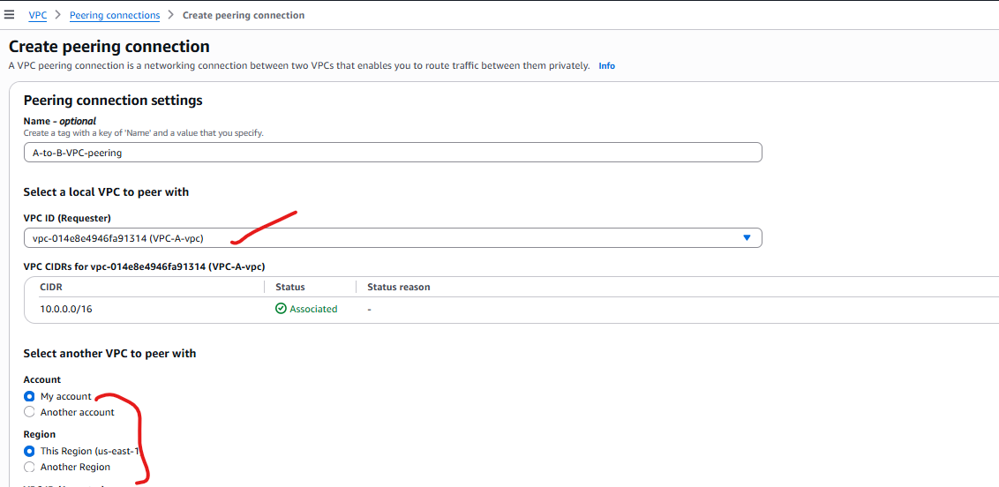 VPC > Peering connections > Create peering connection
Create peering connection
A VPC peering connection is a networking connection between two VPCs that enables you to route traffic between them privately. Info
Peering connection settings
Name - optional
Create a tag with a key of 'Name' and a value that you specify.
A-to-B-VPC-peering
Select a local VPC to peer with
VPC ID (Requester)
vpc-014e8e4946fa91314 (VPC-A-vpc)
VPC CIDRs for vpc-014e8e4946fa91314 (VPC-A-vpc)
CIDR Status Status reason
10.0.0.0/16 Associated -
Select another VPC to peer with
Account
My account
Another account
Region
This Region (us-east-1
Another Region